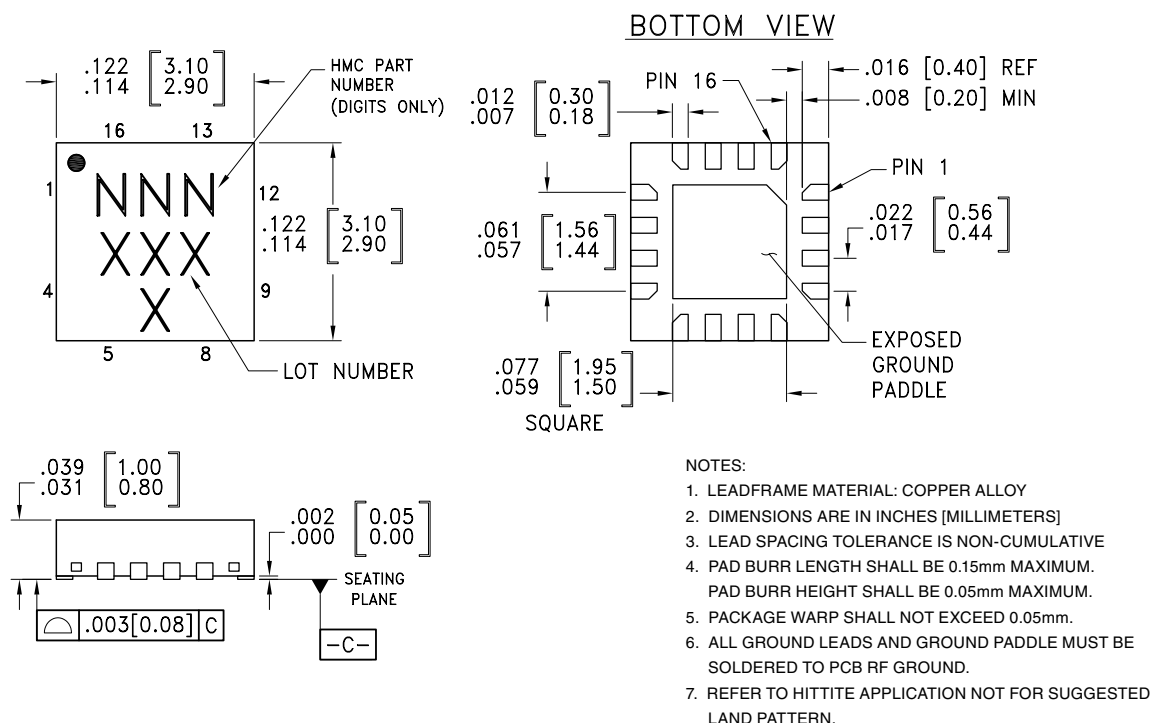 BOTTOM VIEW
.122 [3.10]
.114 [2.90]
HMC PART
NUMBER
(DIGITS ONLY)
16 13
1 12
4 9
5 8
NNN
XXX
X
.122 [3.10]
.114 [2.90]
LOT NUMBER
.012 [0.30]
.007 [0.18]
PIN 16
.016 [0.40] REF
.008 [0.20] MIN
PIN 1
.061 [1.56]
.057 [1.44]
.022 [0.56]
.017 [0.44]
EXPOSED
GROUND
PADDLE
.077 [1.95]
.059 [1.50]
SQUARE
.039 [1.00]
.031 [0.80]
.002 [0.05]
.000 [0.00]
SEATING
PLANE
.003[0.08] C
-C-
NOTES:
1. LEADFRAME MATERIAL: COPPER ALLOY
2. DIMENSIONS ARE IN INCHES [MILLIMETERS]
3. LEAD SPACING TOLERANCE IS NON-CUMULATIVE
4. PAD BURR LENGTH SHALL BE 0.15mm MAXIMUM.
PAD BURR HEIGHT SHALL BE 0.05mm MAXIMUM.
5. PACKAGE WARP SHALL NOT EXCEED 0.05mm.
6. ALL GROUND LEADS AND GROUND PADDLE MUST BE
SOLDERED TO PCB RF GROUND.
7. REFER TO HITTITE APPLICATION NOT FOR SUGGESTED
LAND PATTERN.